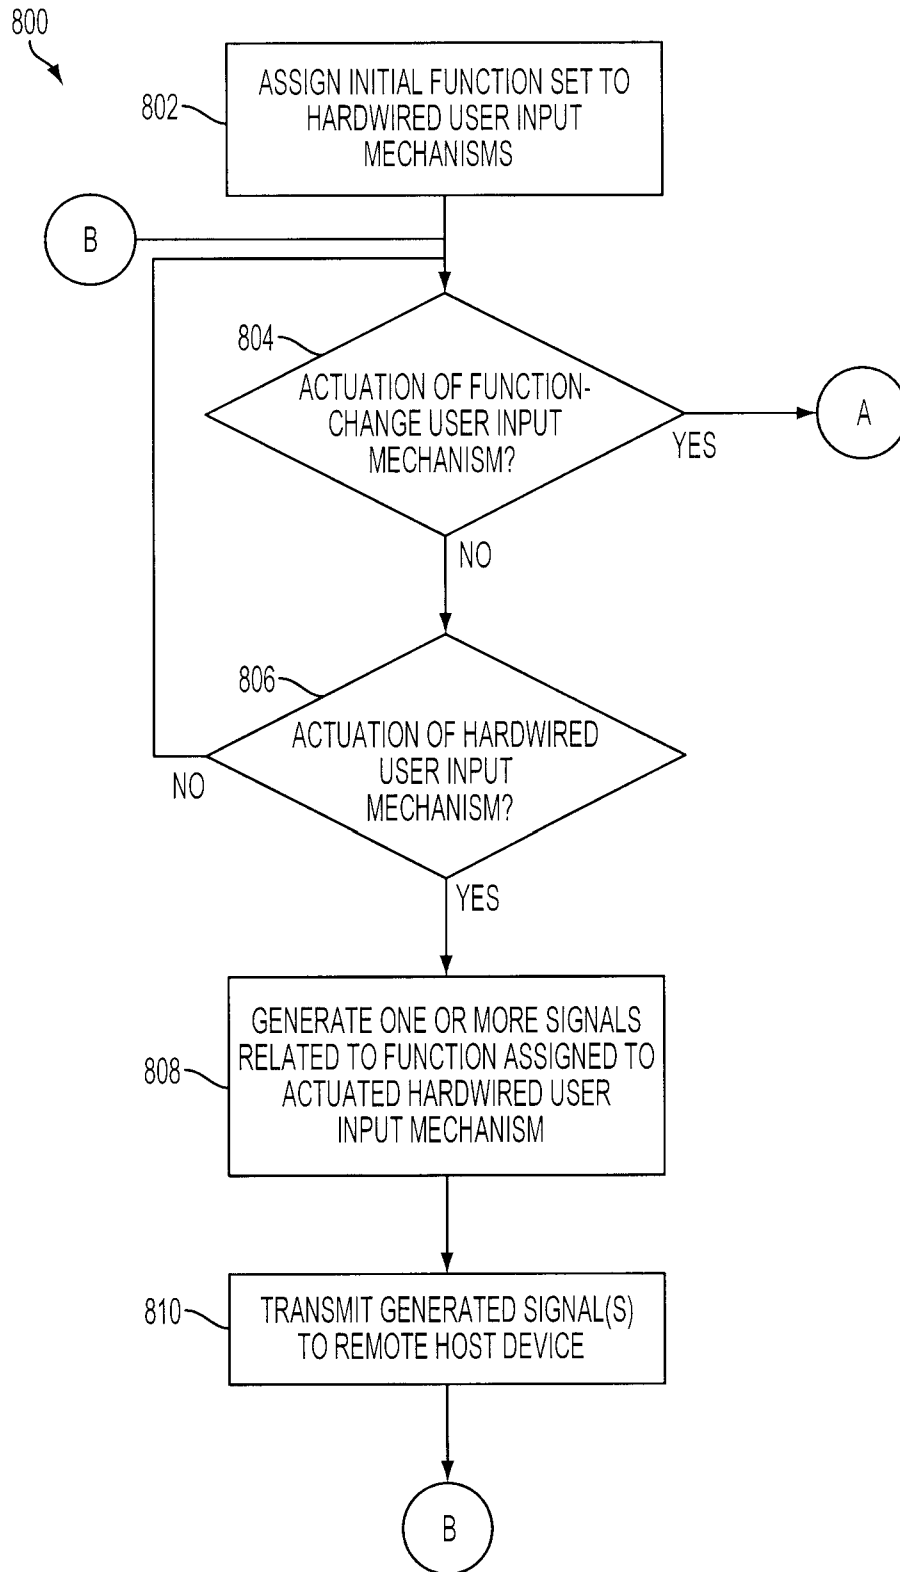 800
802
ASSIGN INITIAL FUNCTION SET TO
HARDWIRED USER INPUT
MECHANISMS
B
804
ACTUATION OF FUNCTION-
CHANGE USER INPUT
MECHANISM?
YES
A
NO
806
ACTUATION OF HARDWIRED
USER INPUT
MECHANISM?
NO
YES
808
GENERATE ONE OR MORE SIGNALS
RELATED TO FUNCTION ASSIGNED TO
ACTUATED HARDWIRED USER
INPUT MECHANISM
810
TRANSMIT GENERATED SIGNAL(S)
TO REMOTE HOST DEVICE
B